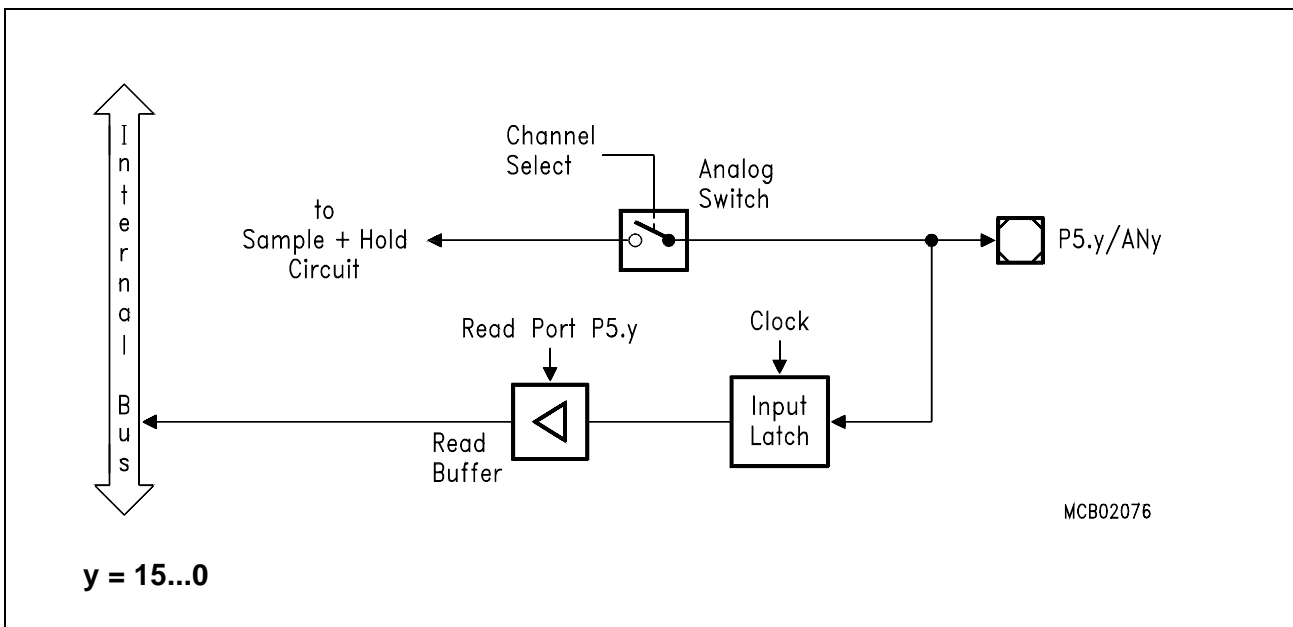 Internal Bus
Channel
Select
Analog
Switch
to
Sample + Hold
Circuit
P5.y/ANy
Read Port P5.y
Clock
Input
Latch
Read
Buffer
MCB02076
y = 15...0